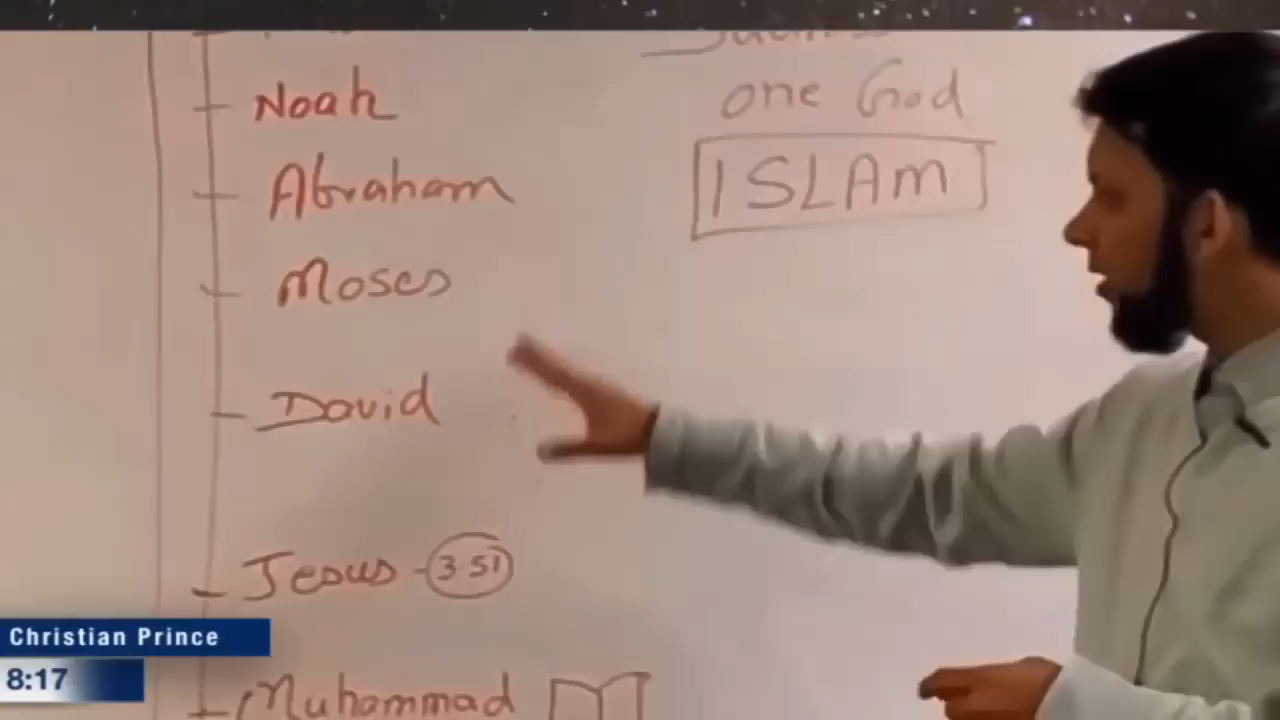 Noah
Abraham
Moses
David
Jesus - 3:51
Muhammad
one God
ISLAM
Christian Prince
8:17